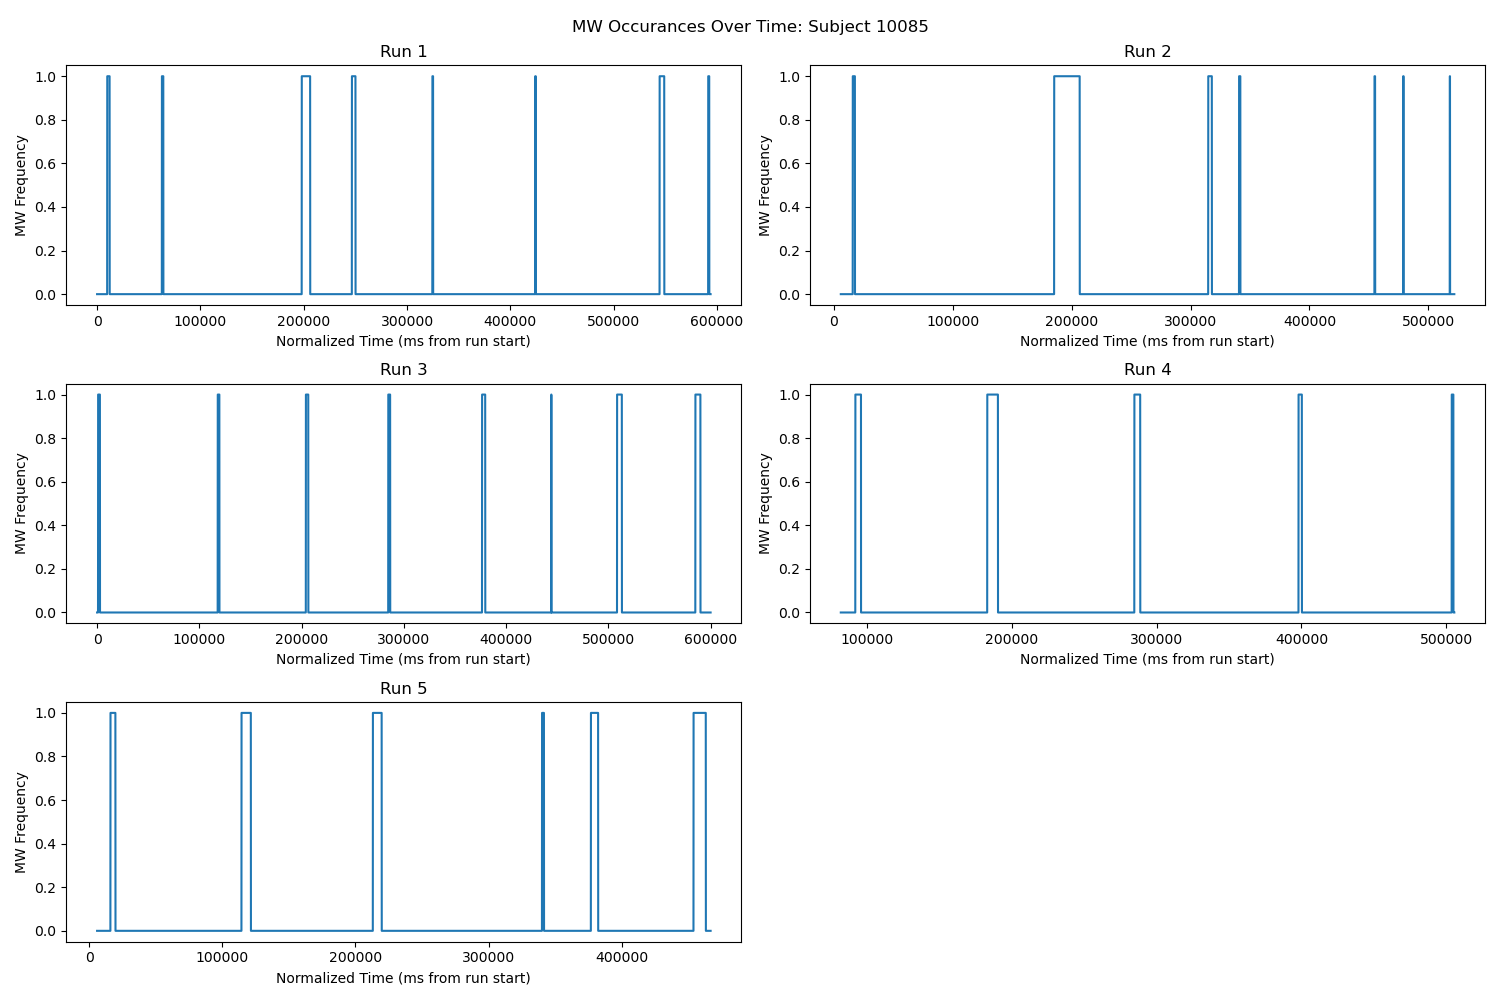 MW Occurances Over Time: Subject 10085
Run 1
MW Frequency
1.0
0.8
0.6
0.4
0.2
0.0
0 100000 200000 300000 400000 500000 600000
Normalized Time (ms from run start)
Run 2
MW Frequency
1.0
0.8
0.6
0.4
0.2
0.0
0 100000 200000 300000 400000 500000
Normalized Time (ms from run start)
Run 3
MW Frequency
1.0
0.8
0.6
0.4
0.2
0.0
0 100000 200000 300000 400000 500000 600000
Normalized Time (ms from run start)
Run 4
MW Frequency
1.0
0.8
0.6
0.4
0.2
0.0
100000 200000 300000 400000 500000
Normalized Time (ms from run start)
Run 5
MW Frequency
1.0
0.8
0.6
0.4
0.2
0.0
0 100000 200000 300000 400000
Normalized Time (ms from run start)